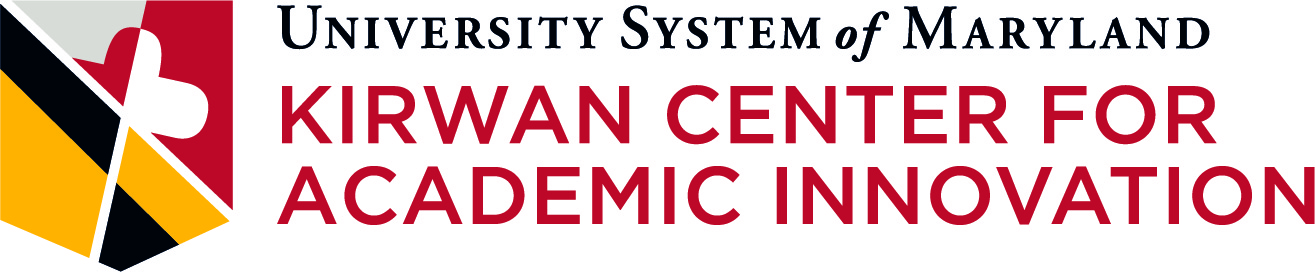 University System of Maryland
KIRWAN CENTER FOR
ACADEMIC INNOVATION